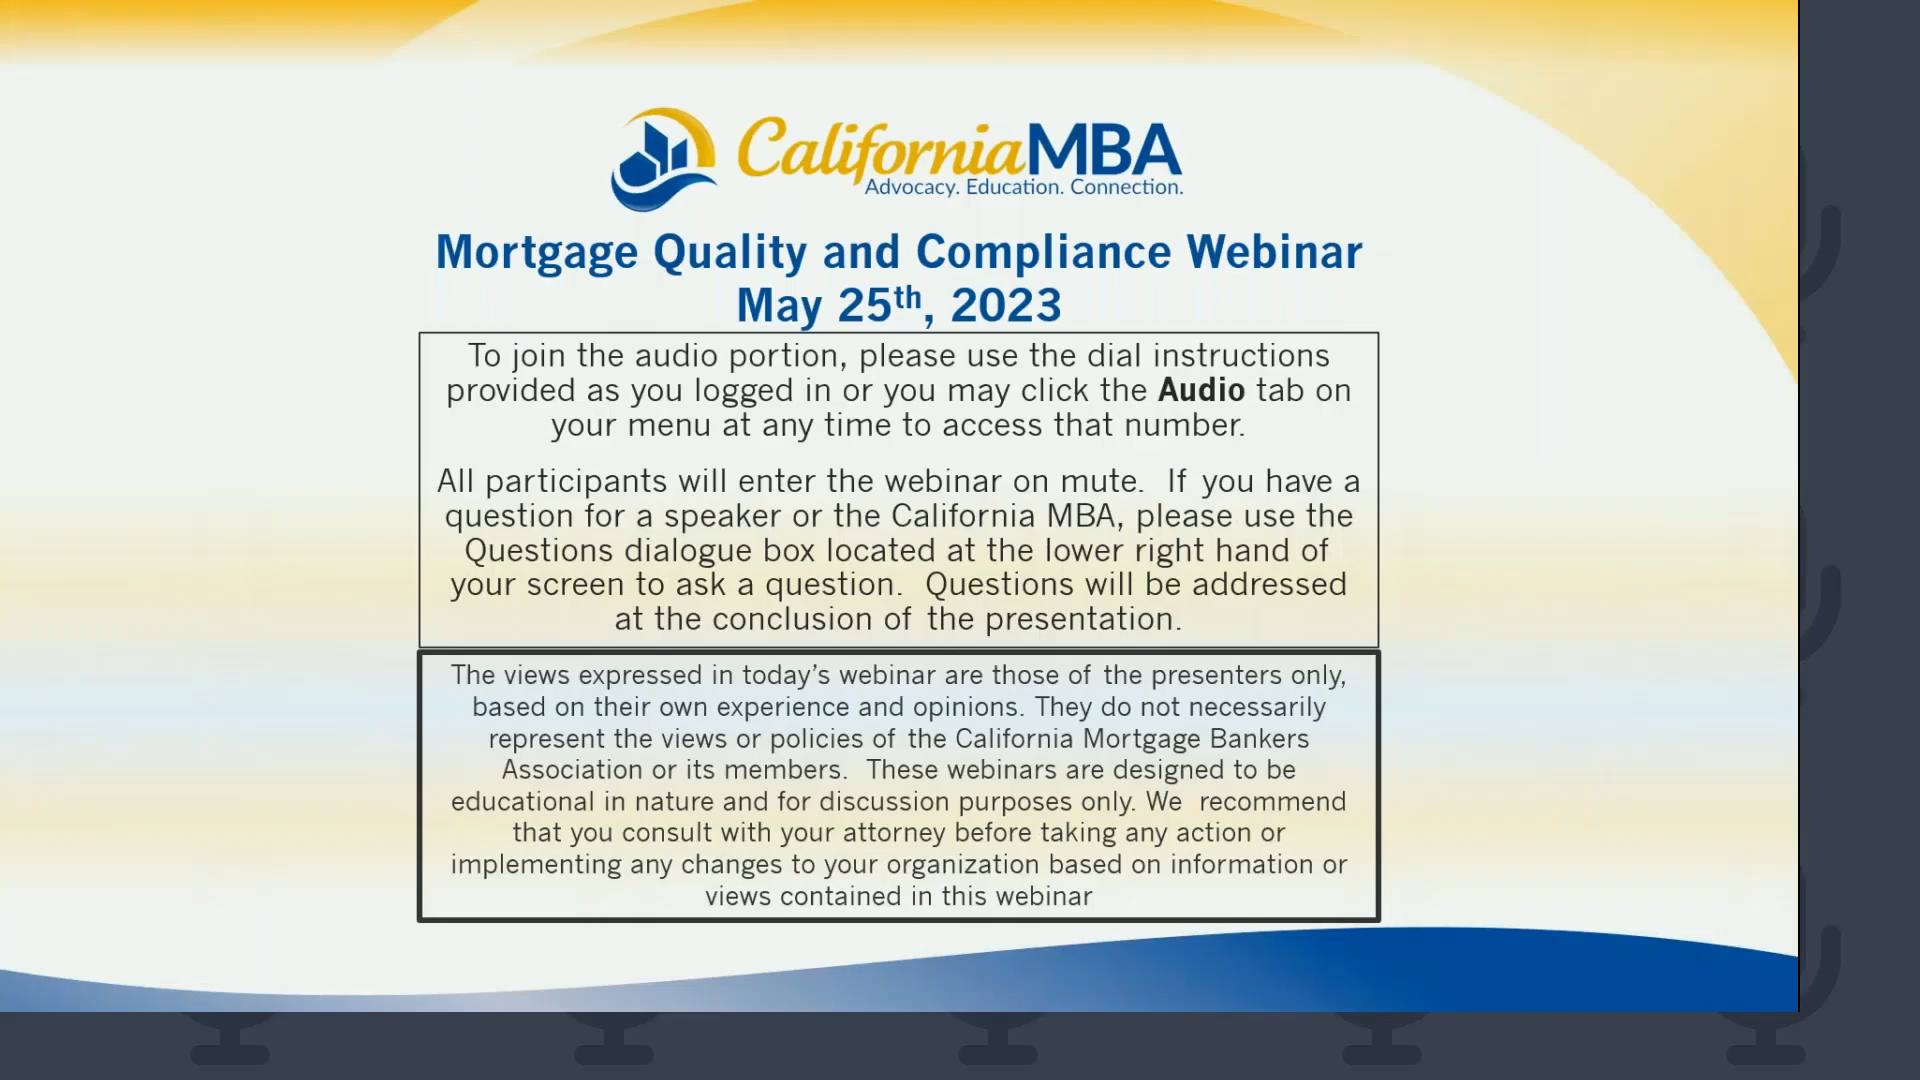 CaliforniaMBA
Advocacy. Education. Connection.
Mortgage Quality and Compliance Webinar
May 25th, 2023
To join the audio portion, please use the dial instructions
provided as you logged in or you may click the Audio tab on
your menu at any time to access that number.
All participants will enter the webinar on mute.  If you have a
question for a speaker or the California MBA, please use the
Questions dialogue box located at the lower right hand of
your screen to ask a question.  Questions will be addressed
at the conclusion of the presentation.
The views expressed in today’s webinar are those of the presenters only,
based on their own experience and opinions. They do not necessarily
represent the views or policies of the California Mortgage Bankers
Association or its members.  These webinars are designed to be
educational in nature and for discussion purposes only. We  recommend
that you consult with your attorney before taking any action or
implementing any changes to your organization based on information or
views contained in this webinar